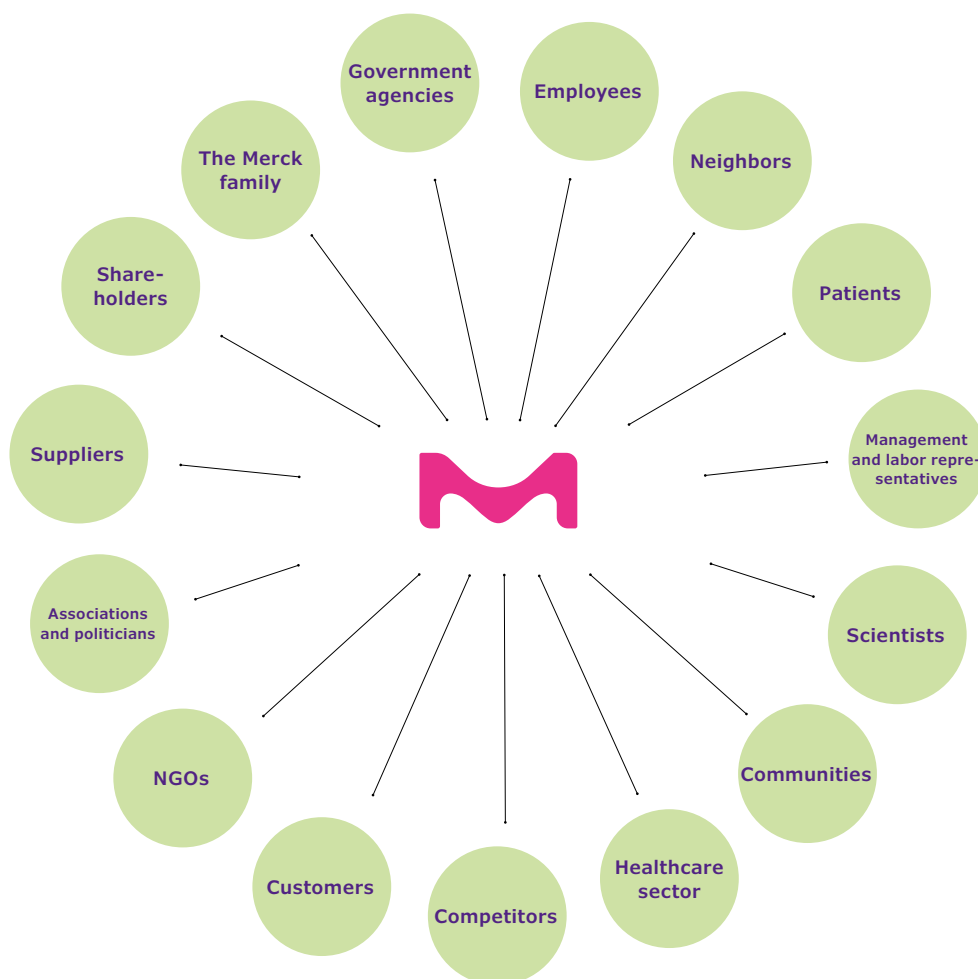 Government
agencies
Employees
Neighbors
The Merck
family
Patients
Share-
holders
Management
and labor repre-
sentatives
Suppliers
Scientists
Associations
and politicians
Communities
NGOs
Healthcare
sector
Customers
Competitors